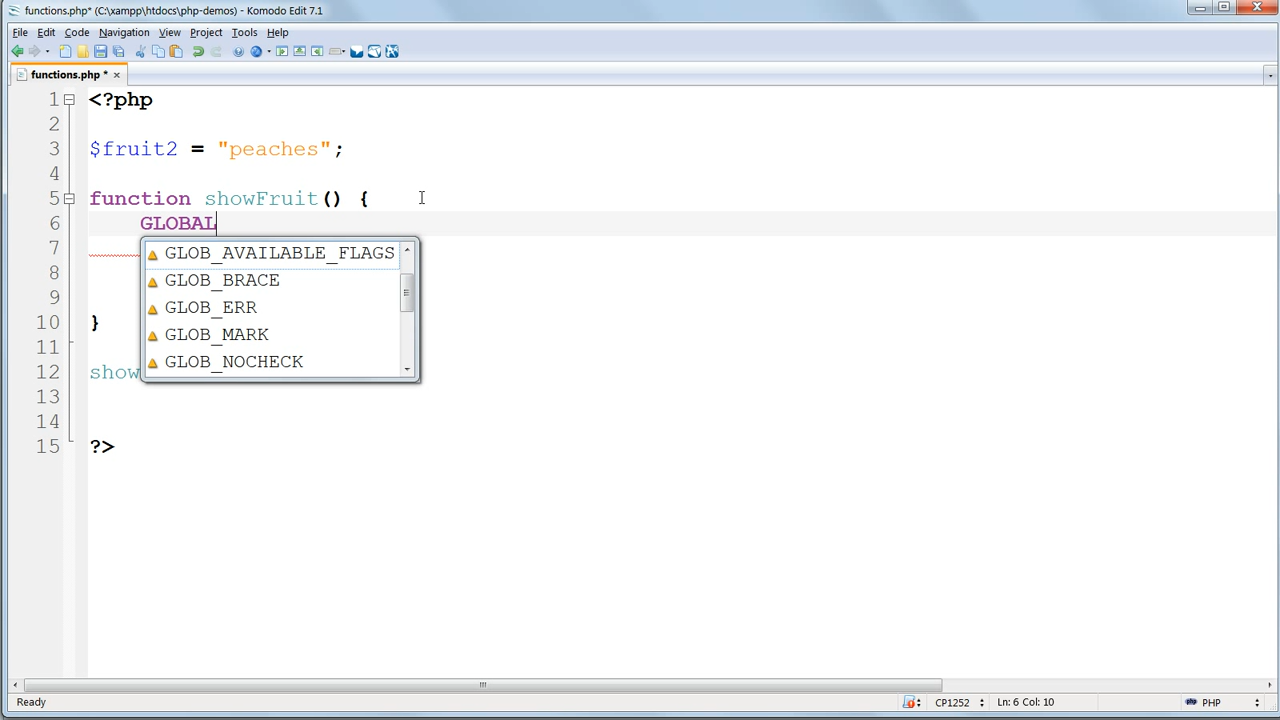 functions.php* (C:\xampp\htdocs\php-demos) - Komodo Edit 7.1
File Edit Code Navigation View Project Tools Help
functions.php *
1 <?php
2
3 $fruit2 = "peaches";
4
5 function showFruit() {
6 GLOBAL
7
GLOB_AVAILABLE_FLAGS
8
GLOB_BRACE
9
GLOB_ERR
10 }
GLOB_MARK
11
GLOB_NOCHECK
12 show
13
14
15 ?>
Ready
CP1252
Ln: 6 Col: 10
PHP